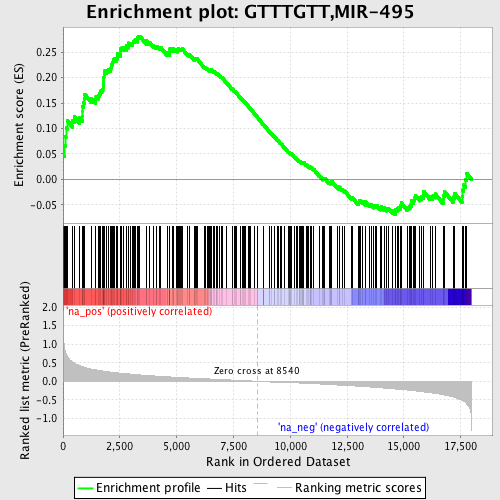 Enrichment plot: GTTTGTT,MIR-495
Enrichment score (ES)
0.25
0.20
0.15
0.10
0.05
0.00
-0.05
Ranked list metric (PreRanked)
'na_pos' (positively correlated)
2.0
1.5
1.0
0.5
0.0
-0.5
-1.0
Zero cross at 8540
'na_neg' (negatively correlated)
0 2,500 5,000 7,500 10,000 12,500 15,000 17,500
Rank in Ordered Dataset
Enrichment profile Hits Ranking metric scores